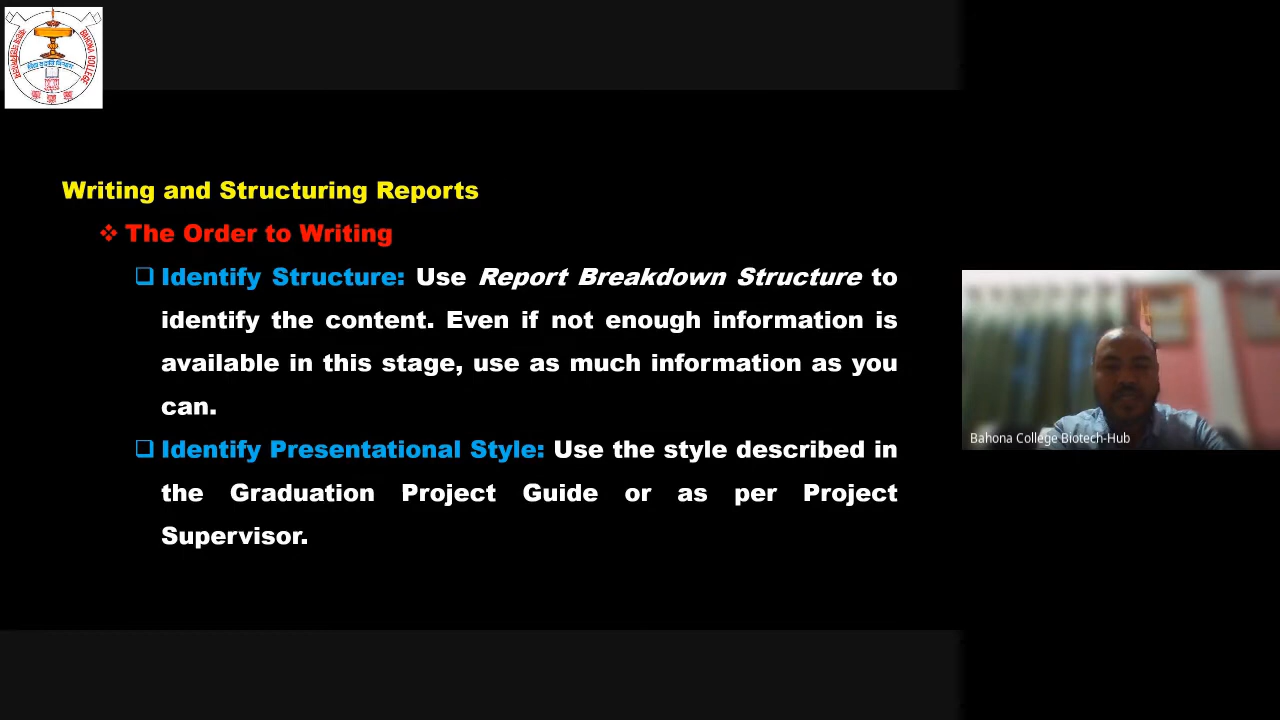 BAHONA COLLEGE
Writing and Structuring Reports
The Order to Writing
Identify Structure: Use Report Breakdown Structure to
identify the content. Even if not enough information is
available in this stage, use as much information as you
can.
Identify Presentational Style: Use the style described in
the Graduation Project Guide or as per Project
Supervisor.
Bahona College Biotech-Hub